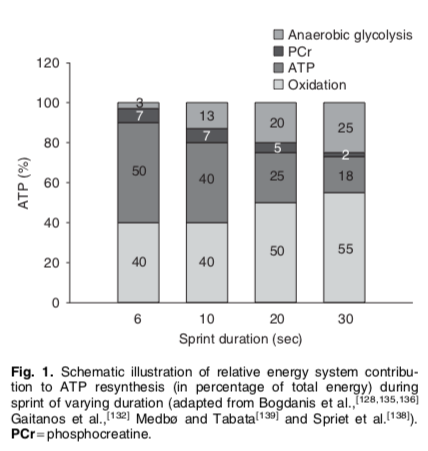 Anaerobic glycolysis
PCr
ATP
Oxidation
120
100
80
60
40
20
0
ATP (%)
3
7
50
40
13
7
40
40
20
5
25
50
25
2
18
55
6 10 20 30
Sprint duration (sec)
Fig. 1. Schematic illustration of relative energy system contribu-
tion to ATP resynthesis (in percentage of total energy) during
sprint of varying duration (adapted from Bogdanis et al.,[128,135,136]
Gaitanos et al.,[132] Medbø and Tabata[139] and Spriet et al.[138]).
PCr=phosphocreatine.